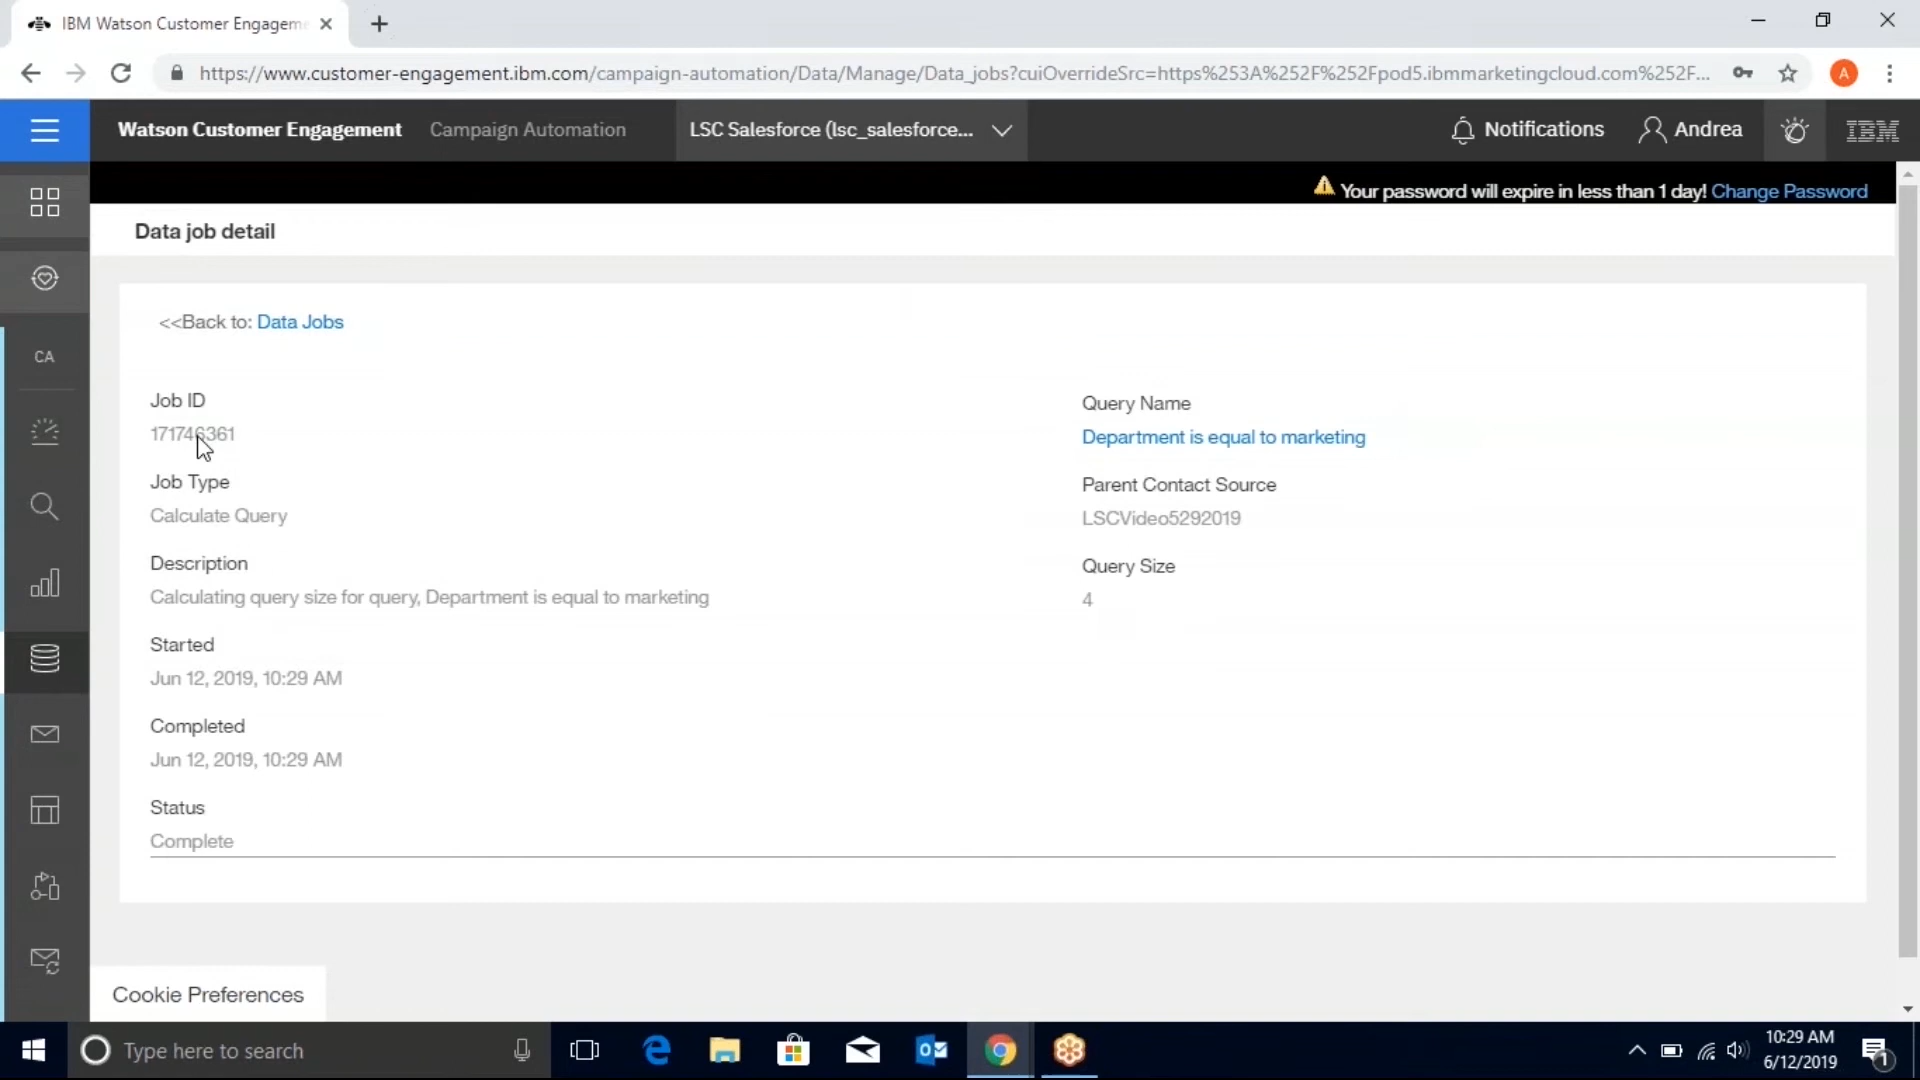 IBM Watson Customer Engageme
https://www.customer-engagement.ibm.com/campaign-automation/Data/Manage/Data_jobs?cuiOverrideSrc=https%253A%252F%252Fpod5.ibmmarketingcloud.com%252F...
A
Watson Customer Engagement Campaign Automation LSC Salesforce (lsc_salesforce... Notifications Andrea IBM
Your password will expire in less than 1 day! Change Password
Data job detail
<<Back to: Data Jobs
CA
Job ID
171746361
Job Type
Calculate Query
Description
Calculating query size for query, Department is equal to marketing
Started
Jun 12, 2019, 10:29 AM
Completed
Jun 12, 2019, 10:29 AM
Status
Complete
Query Name
Department is equal to marketing
Parent Contact Source
LSCVideo5292019
Query Size
4
Cookie Preferences
Type here to search
10:29 AM
6/12/2019
1